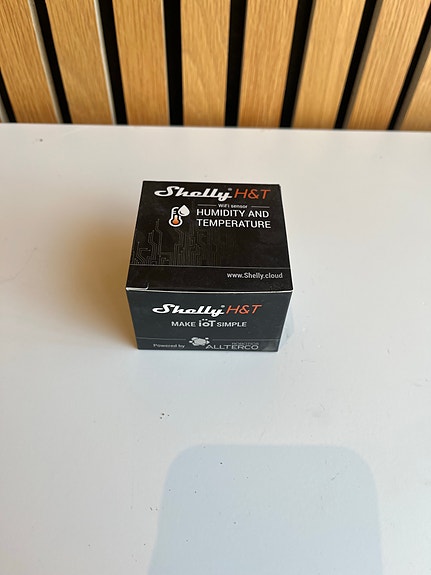 Shelly® H&T
WiFi sensor
HUMIDITY AND
TEMPERATURE
www.Shelly.cloud
Shelly® H&T
MAKE IOT SIMPLE
Powered by
ALLTERCO